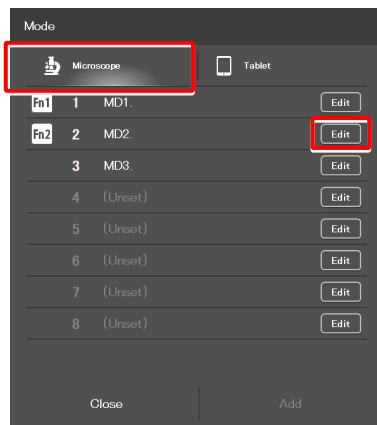 Mode
Microscope Tablet
Fn1 1 MD1. Edit
Fn2 2 MD2. Edit
3 MD3. Edit
4 (Unset) Edit
5 (Unset) Edit
6 (Unset) Edit
7 (Unset) Edit
8 (Unset) Edit
Close Add